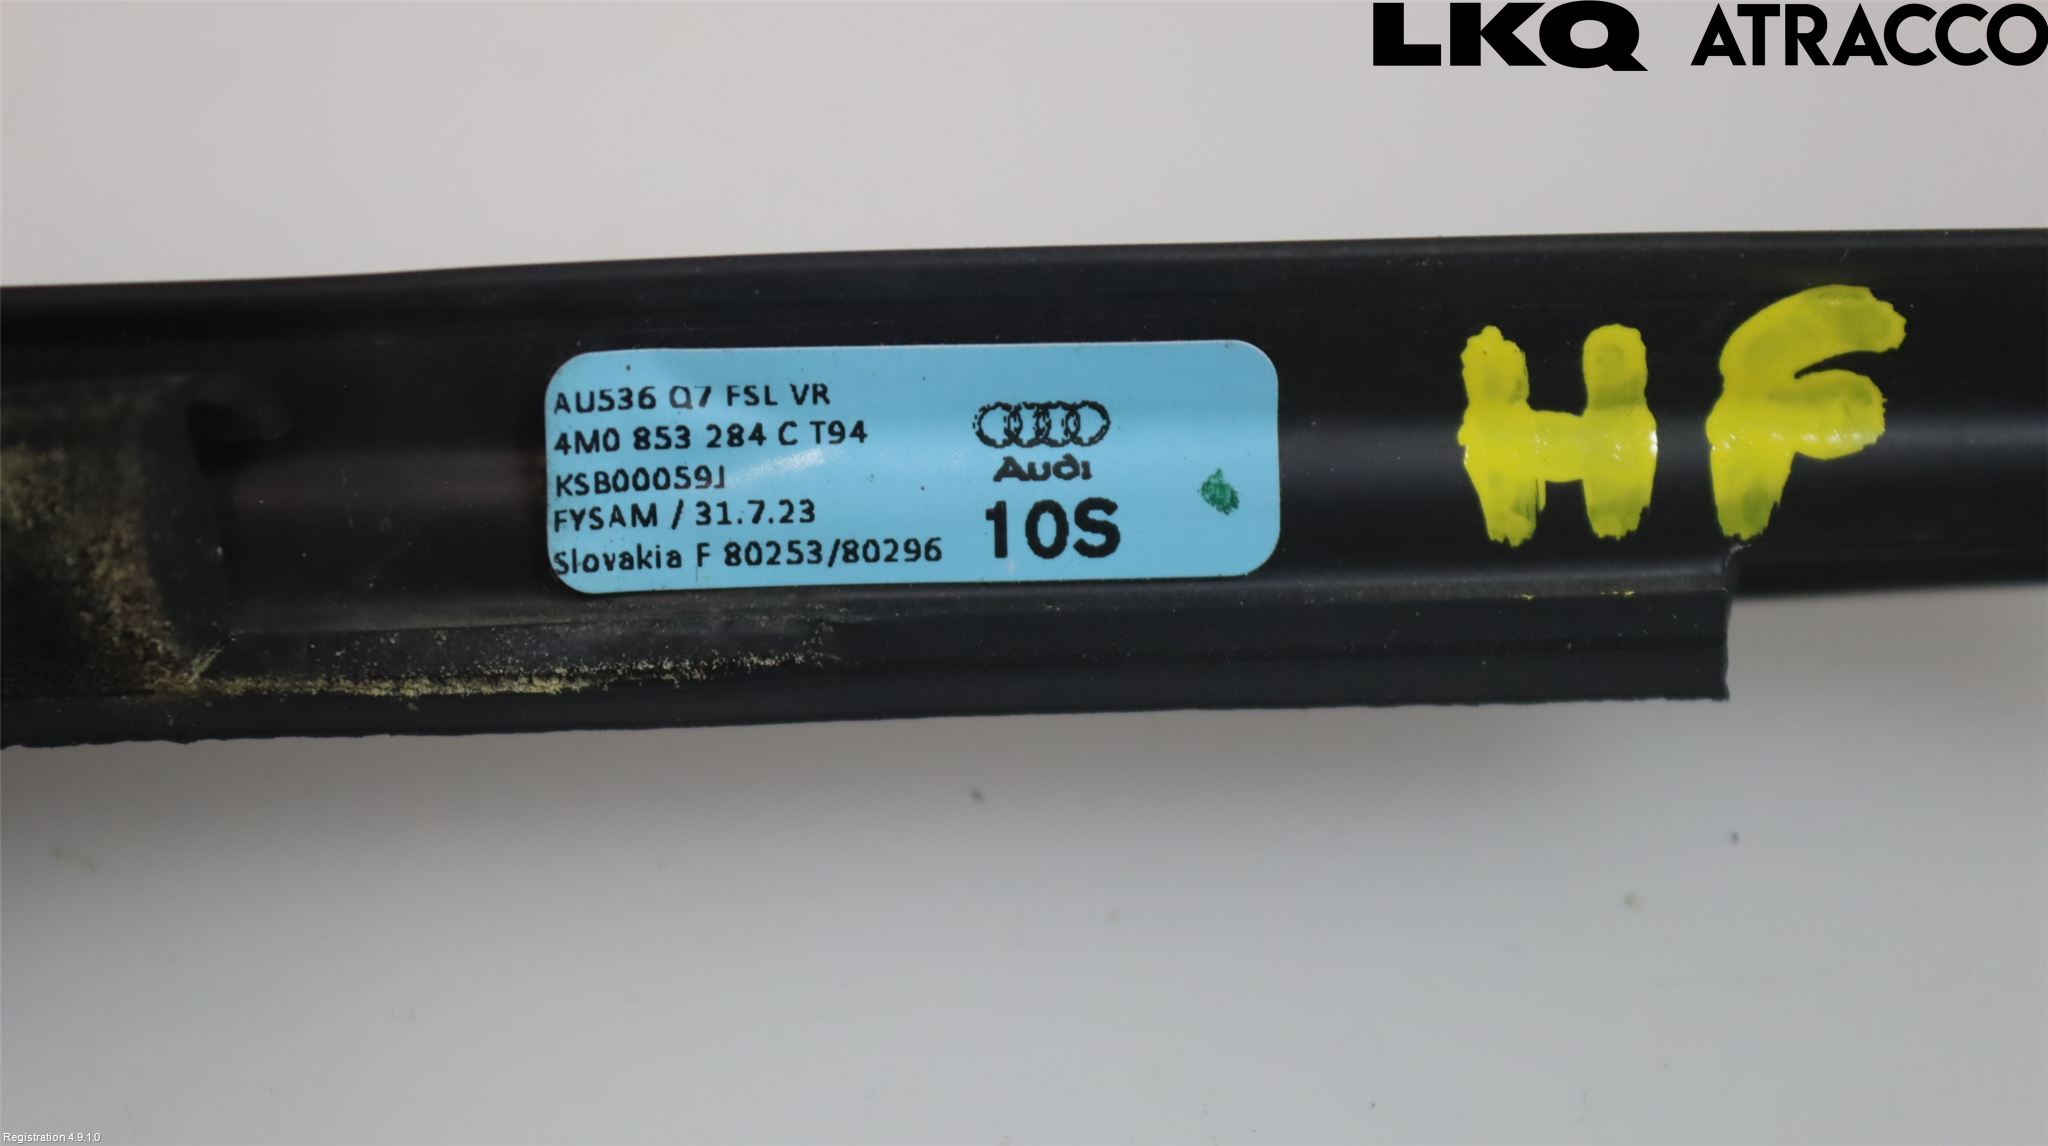 LKQ ATRACCO
AU536 Q7 FSL VR
4M0 853 284 C T94
KSB00059J
FYSAM / 31.7.23
Slovakia F 80253/80296
Audi
10S
HF
Registration 4.9.1.0